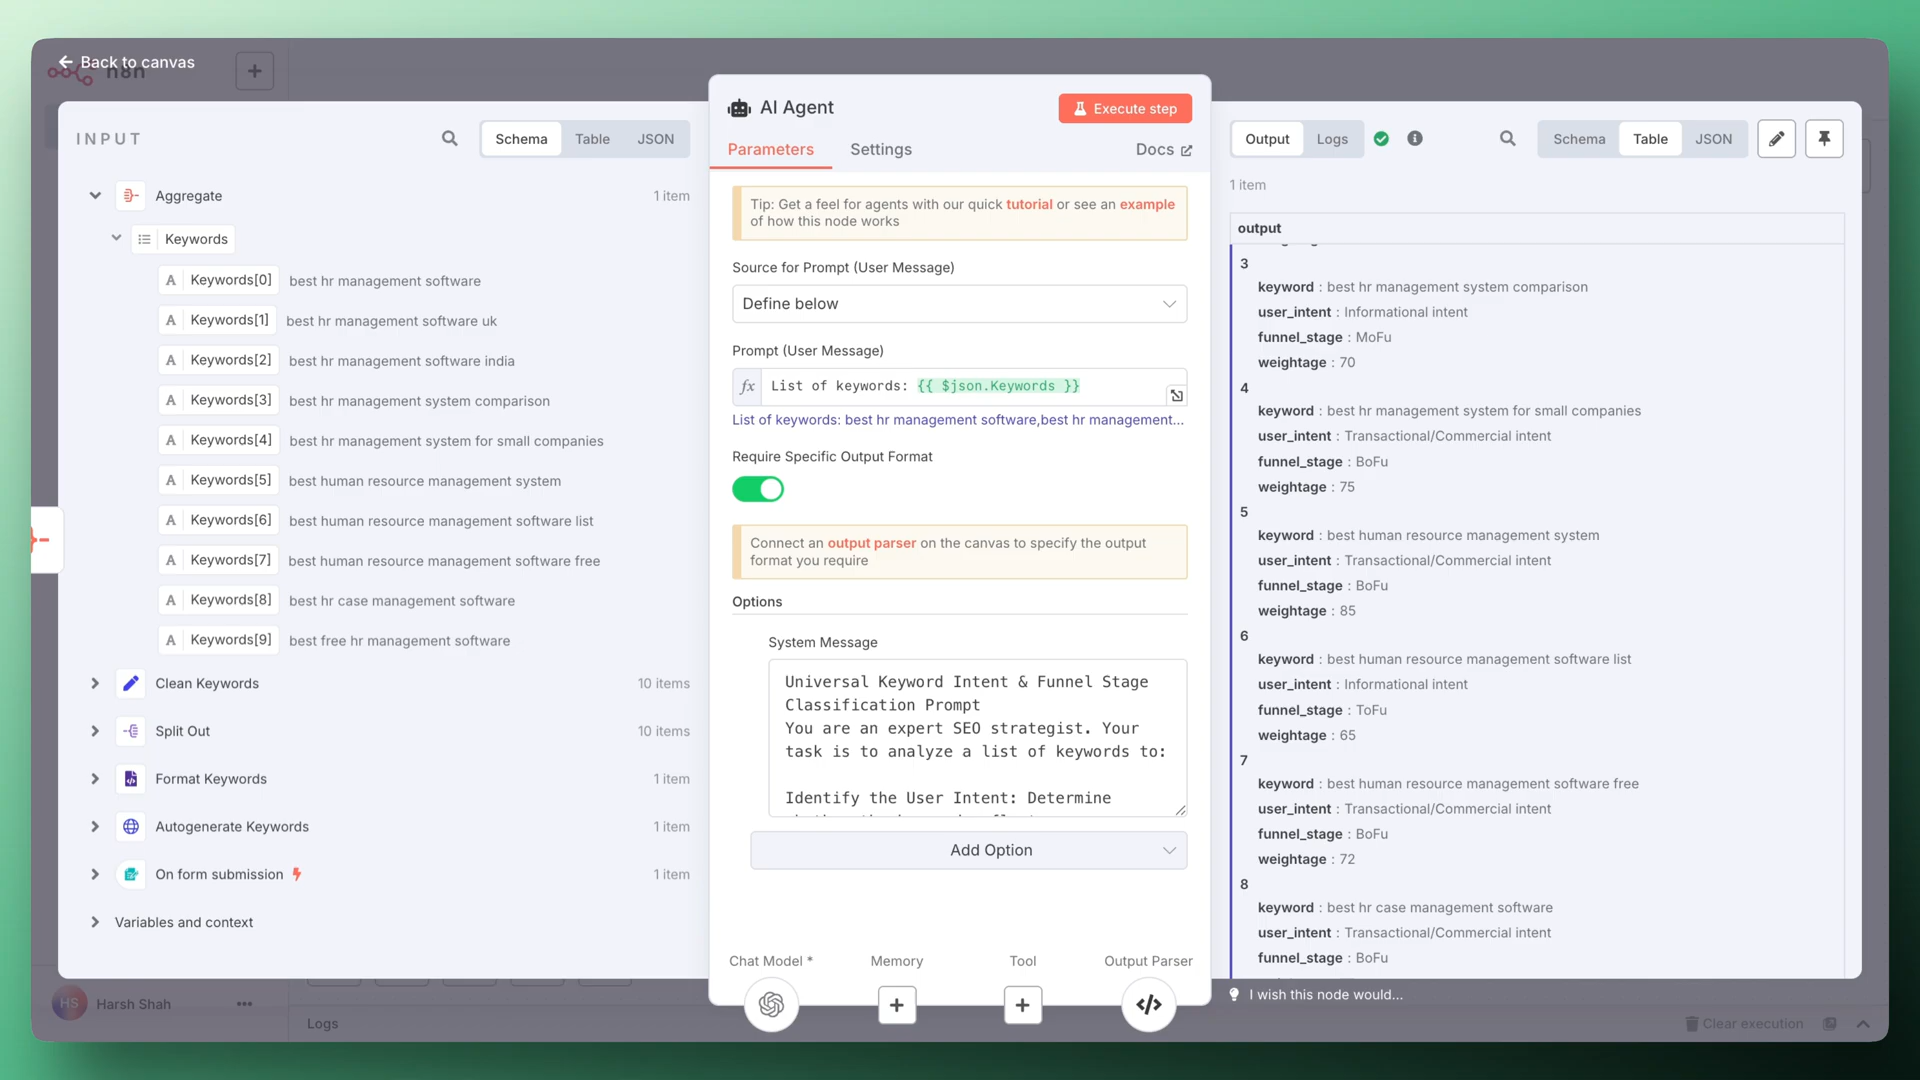 Back to canvas
n8n
INPUT
Schema
Table
JSON
Aggregate
1 item
Keywords
A Keywords[0] best hr management software
A Keywords[1] best hr management software uk
A Keywords[2] best hr management software india
A Keywords[3] best hr management system comparison
A Keywords[4] best hr management system for small companies
A Keywords[5] best human resource management system
A Keywords[6] best human resource management software list
A Keywords[7] best human resource management software free
A Keywords[8] best hr case management software
A Keywords[9] best free hr management software
Clean Keywords
10 items
Split Out
10 items
Format Keywords
1 item
Autogenerate Keywords
1 item
On form submission
1 item
Variables and context
HS
Harsh Shah
Logs
AI Agent
Execute step
Parameters
Settings
Docs
Tip: Get a feel for agents with our quick tutorial or see an example
of how this node works
Source for Prompt (User Message)
Define below
Prompt (User Message)
fx List of keywords: {{ $json.Keywords }}
List of keywords: best hr management software,best hr management...
Require Specific Output Format
Connect an output parser on the canvas to specify the output
format you require
Options
System Message
Universal Keyword Intent & Funnel Stage
Classification Prompt
You are an expert SEO strategist. Your
task is to analyze a list of keywords to:
Identify the User Intent: Determine
Add Option
Chat Model *
Memory
Tool
Output Parser
Output
Logs
Schema
Table
JSON
1 item
output
3
keyword : best hr management system comparison
user_intent : Informational intent
funnel_stage : MoFu
weightage : 70
4
keyword : best hr management system for small companies
user_intent : Transactional/Commercial intent
funnel_stage : BoFu
weightage : 75
5
keyword : best human resource management system
user_intent : Transactional/Commercial intent
funnel_stage : BoFu
weightage : 85
6
keyword : best human resource management software list
user_intent : Informational intent
funnel_stage : ToFu
weightage : 65
7
keyword : best human resource management software free
user_intent : Transactional/Commercial intent
funnel_stage : BoFu
weightage : 72
8
keyword : best hr case management software
user_intent : Transactional/Commercial intent
funnel_stage : BoFu
I wish this node would...
Clear execution